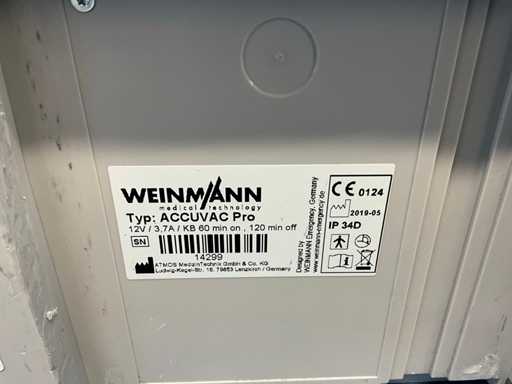 WEINMANN
medical technology
Typ: ACCUVAC Pro
12V / 3,7A / KB 60 min on , 120 min off
SN
14299
ATMOS MedizinTechnik GmbH & Co. KG
Ludwig-Kegel-Str. 16, 79853 Lenzkirch / Germany
Designed by
WEINMANN Emergency, Germany
www.weinmann-emergency.de
CE 0124
2019-05
IP 34D